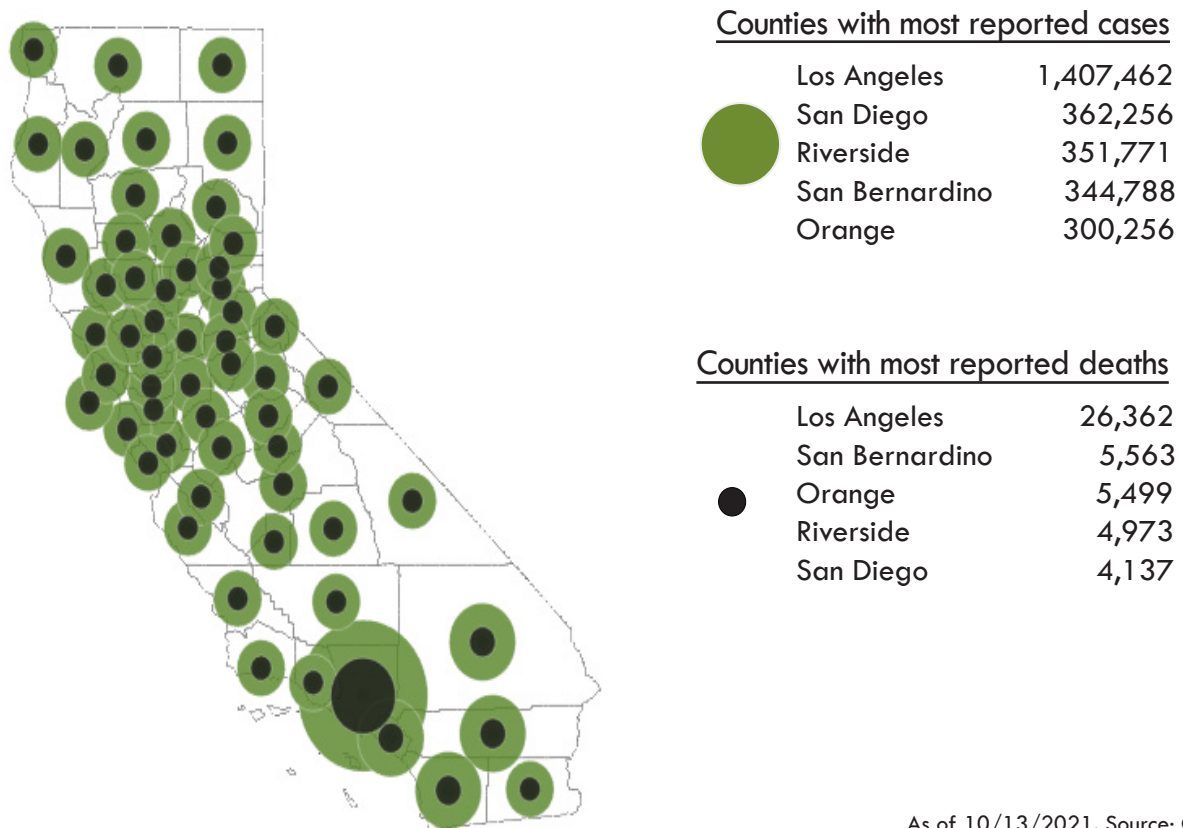 Counties with most reported cases
Los Angeles 1,407,462
San Diego 362,256
Riverside 351,771
San Bernardino 344,788
Orange 300,256
Counties with most reported deaths
Los Angeles 26,362
San Bernardino 5,563
Orange 5,499
Riverside 4,973
San Diego 4,137
As of 10/13/2021. Source: